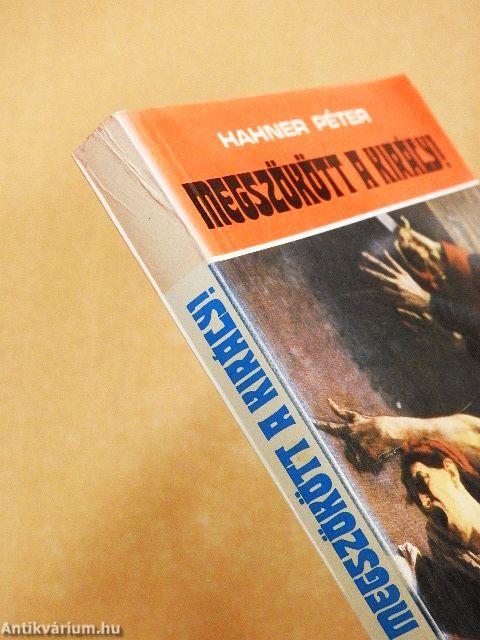 HAHNER PÉTER
MEGSZÖKÖTT A KIRÁLY!
MEGSZÖKÖTT A KIRÁLY!
Antikvárium.hu